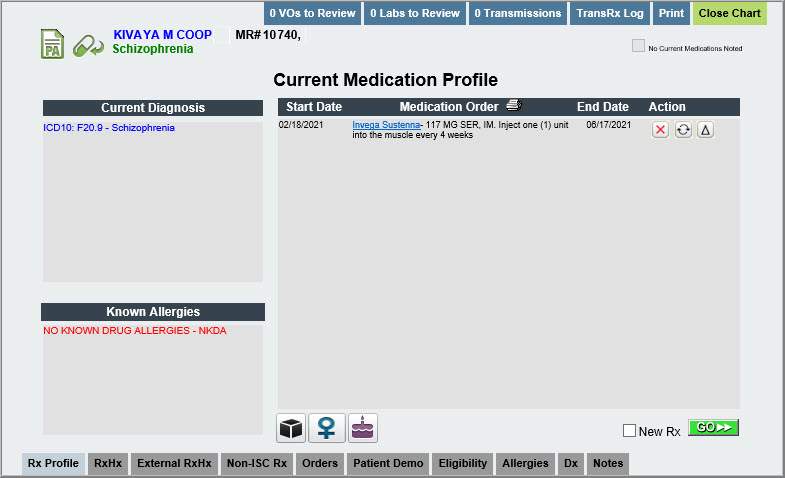 0 VOs to Review 0 Labs to Review 0 Transmissions TransRx Log Print Close Chart
PA KIVAYA M COOP MR# 10740,
Schizophrenia
No Current Medications Noted
Current Medication Profile
Current Diagnosis
ICD10: F20.9 - Schizophrenia
Known Allergies
NO KNOWN DRUG ALLERGIES - NKDA
Start Date Medication Order End Date Action
02/18/2021 Invega Sustenna- 117 MG SER, IM. Inject one (1) unit 06/17/2021
into the muscle every 4 weeks
New Rx GO
Rx Profile RxHx External RxHx Non-ISC Rx Orders Patient Demo Eligibility Allergies Dx Notes